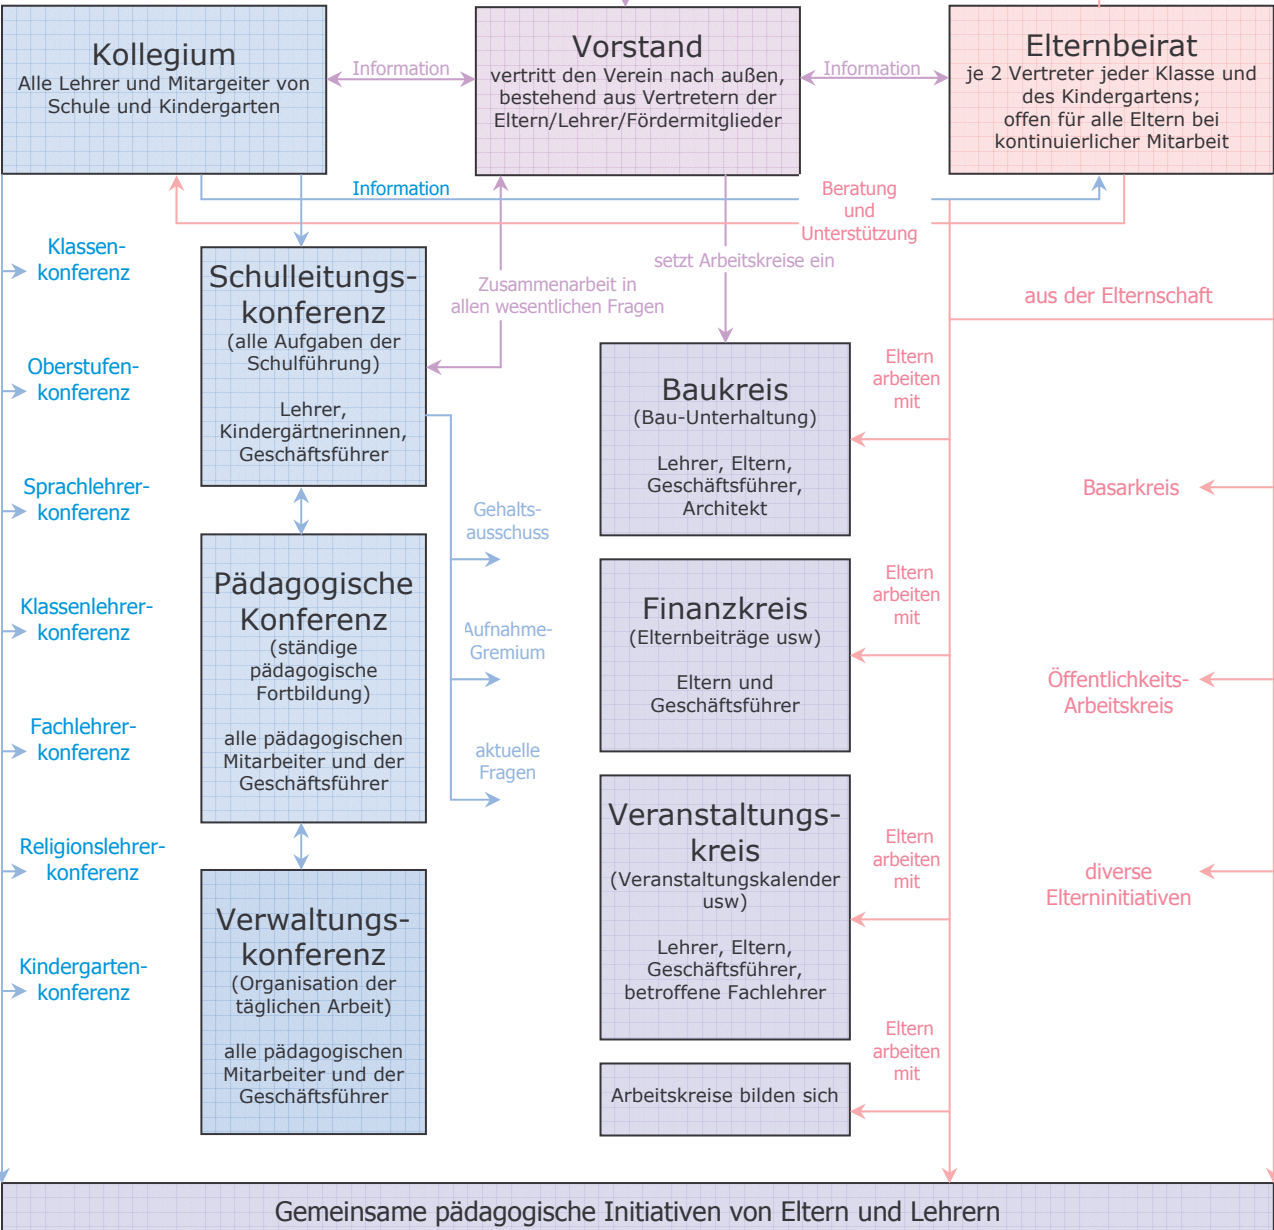 Kollegium
Alle Lehrer und Mitargeiter von
Schule und Kindergarten
Information
Vorstand
vertritt den Verein nach außen,
bestehend aus Vertretern der
Eltern/Lehrer/Fördermitglieder
Information
Elternbeirat
je 2 Vertreter jeder Klasse und
des Kindergartens;
offen für alle Eltern bei
kontinuierlicher Mitarbeit
Information
Beratung
und
Unterstützung
Klassen-
konferenz
Oberstufen-
konferenz
Sprachlehrer-
konferenz
Klassenlehrer-
konferenz
Fachlehrer-
konferenz
Religionslehrer-
konferenz
Kindergarten-
konferenz
Schulleitungs-
konferenz
(alle Aufgaben der
Schulführung)
Lehrer,
Kindergärtnerinnen,
Geschäftsführer
Pädagogische
Konferenz
(ständige
pädagogische
Fortbildung)
alle pädagogischen
Mitarbeiter und der
Geschäftsführer
Verwaltungs-
konferenz
(Organisation der
täglichen Arbeit)
alle pädagogischen
Mitarbeiter und der
Geschäftsführer
Zusammenarbeit in
allen wesentlichen Fragen
Gehalts-
ausschuss
Aufnahme-
Gremium
aktuelle
Fragen
setzt Arbeitskreise ein
Baukreis
(Bau-Unterhaltung)
Lehrer, Eltern,
Geschäftsführer,
Architekt
Finanzkreis
(Elternbeiträge usw)
Eltern und
Geschäftsführer
Veranstaltungs-
kreis
(Veranstaltungskalender
usw)
Lehrer, Eltern,
Geschäftsführer,
betroffene Fachlehrer
Arbeitskreise bilden sich
Eltern
arbeiten
mit
Eltern
arbeiten
mit
Eltern
arbeiten
mit
Eltern
arbeiten
mit
aus der Elternschaft
Basarkreis
Öffentlichkeits-
Arbeitskreis
diverse
Elterninitiativen
Gemeinsame pädagogische Initiativen von Eltern und Lehrern